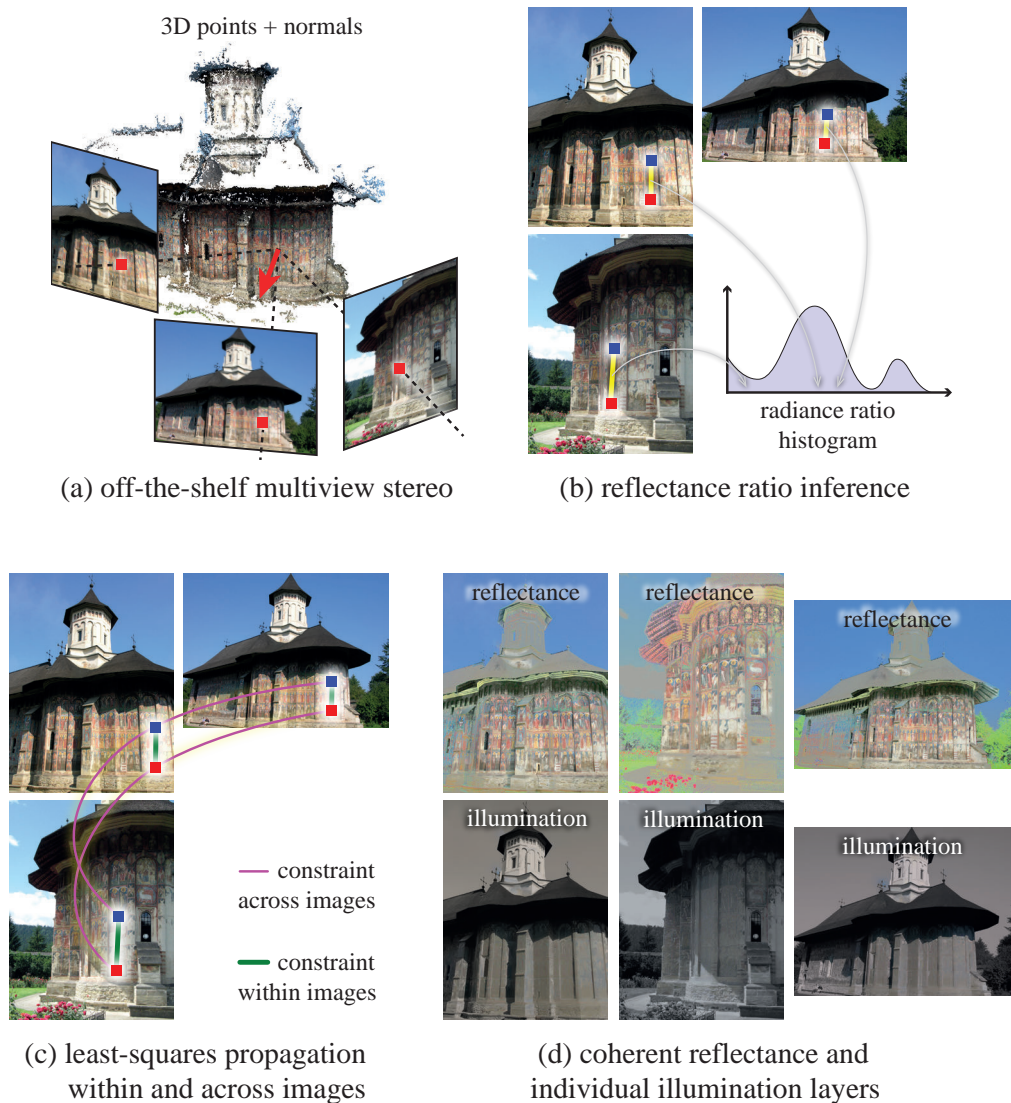 3D points + normals
radiance ratio
histogram
(a) off-the-shelf multiview stereo
(b) reflectance ratio inference
reflectance
reflectance
reflectance
illumination
illumination
illumination
constraint
across images
constraint
within images
(c) least-squares propagation
within and across images
(d) coherent reflectance and
individual illumination layers